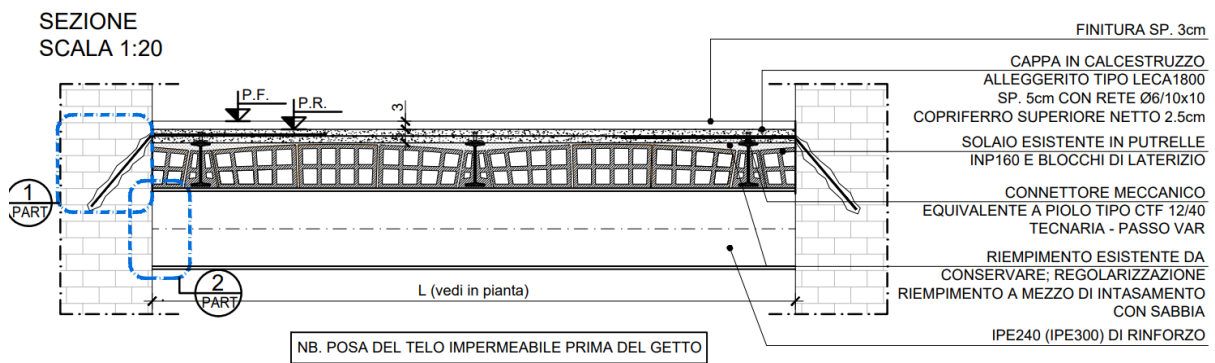 SEZIONE
SCALA 1:20
P.F.
P.R.
3
1
PART
2
PART
L (vedi in pianta)
NB. POSA DEL TELO IMPERMEABILE PRIMA DEL GETTO
FINITURA SP. 3cm
CAPPA IN CALCESTRUZZO
ALLEGGERITO TIPO LECA1800
SP. 5cm CON RETE Ø6/10x10
COPRIFERRO SUPERIORE NETTO 2.5cm
SOLAIO ESISTENTE IN PUTRELLE
INP160 E BLOCCHI DI LATERIZIO
CONNETTORE MECCANICO
EQUIVALENTE A PIOLO TIPO CTF 12/40
TECNARIA - PASSO VAR
RIEMPIMENTO ESISTENTE DA
CONSERVARE; REGOLARIZZAZIONE
RIEMPIMENTO A MEZZO DI INTASAMENTO
CON SABBIA
IPE240 (IPE300) DI RINFORZO